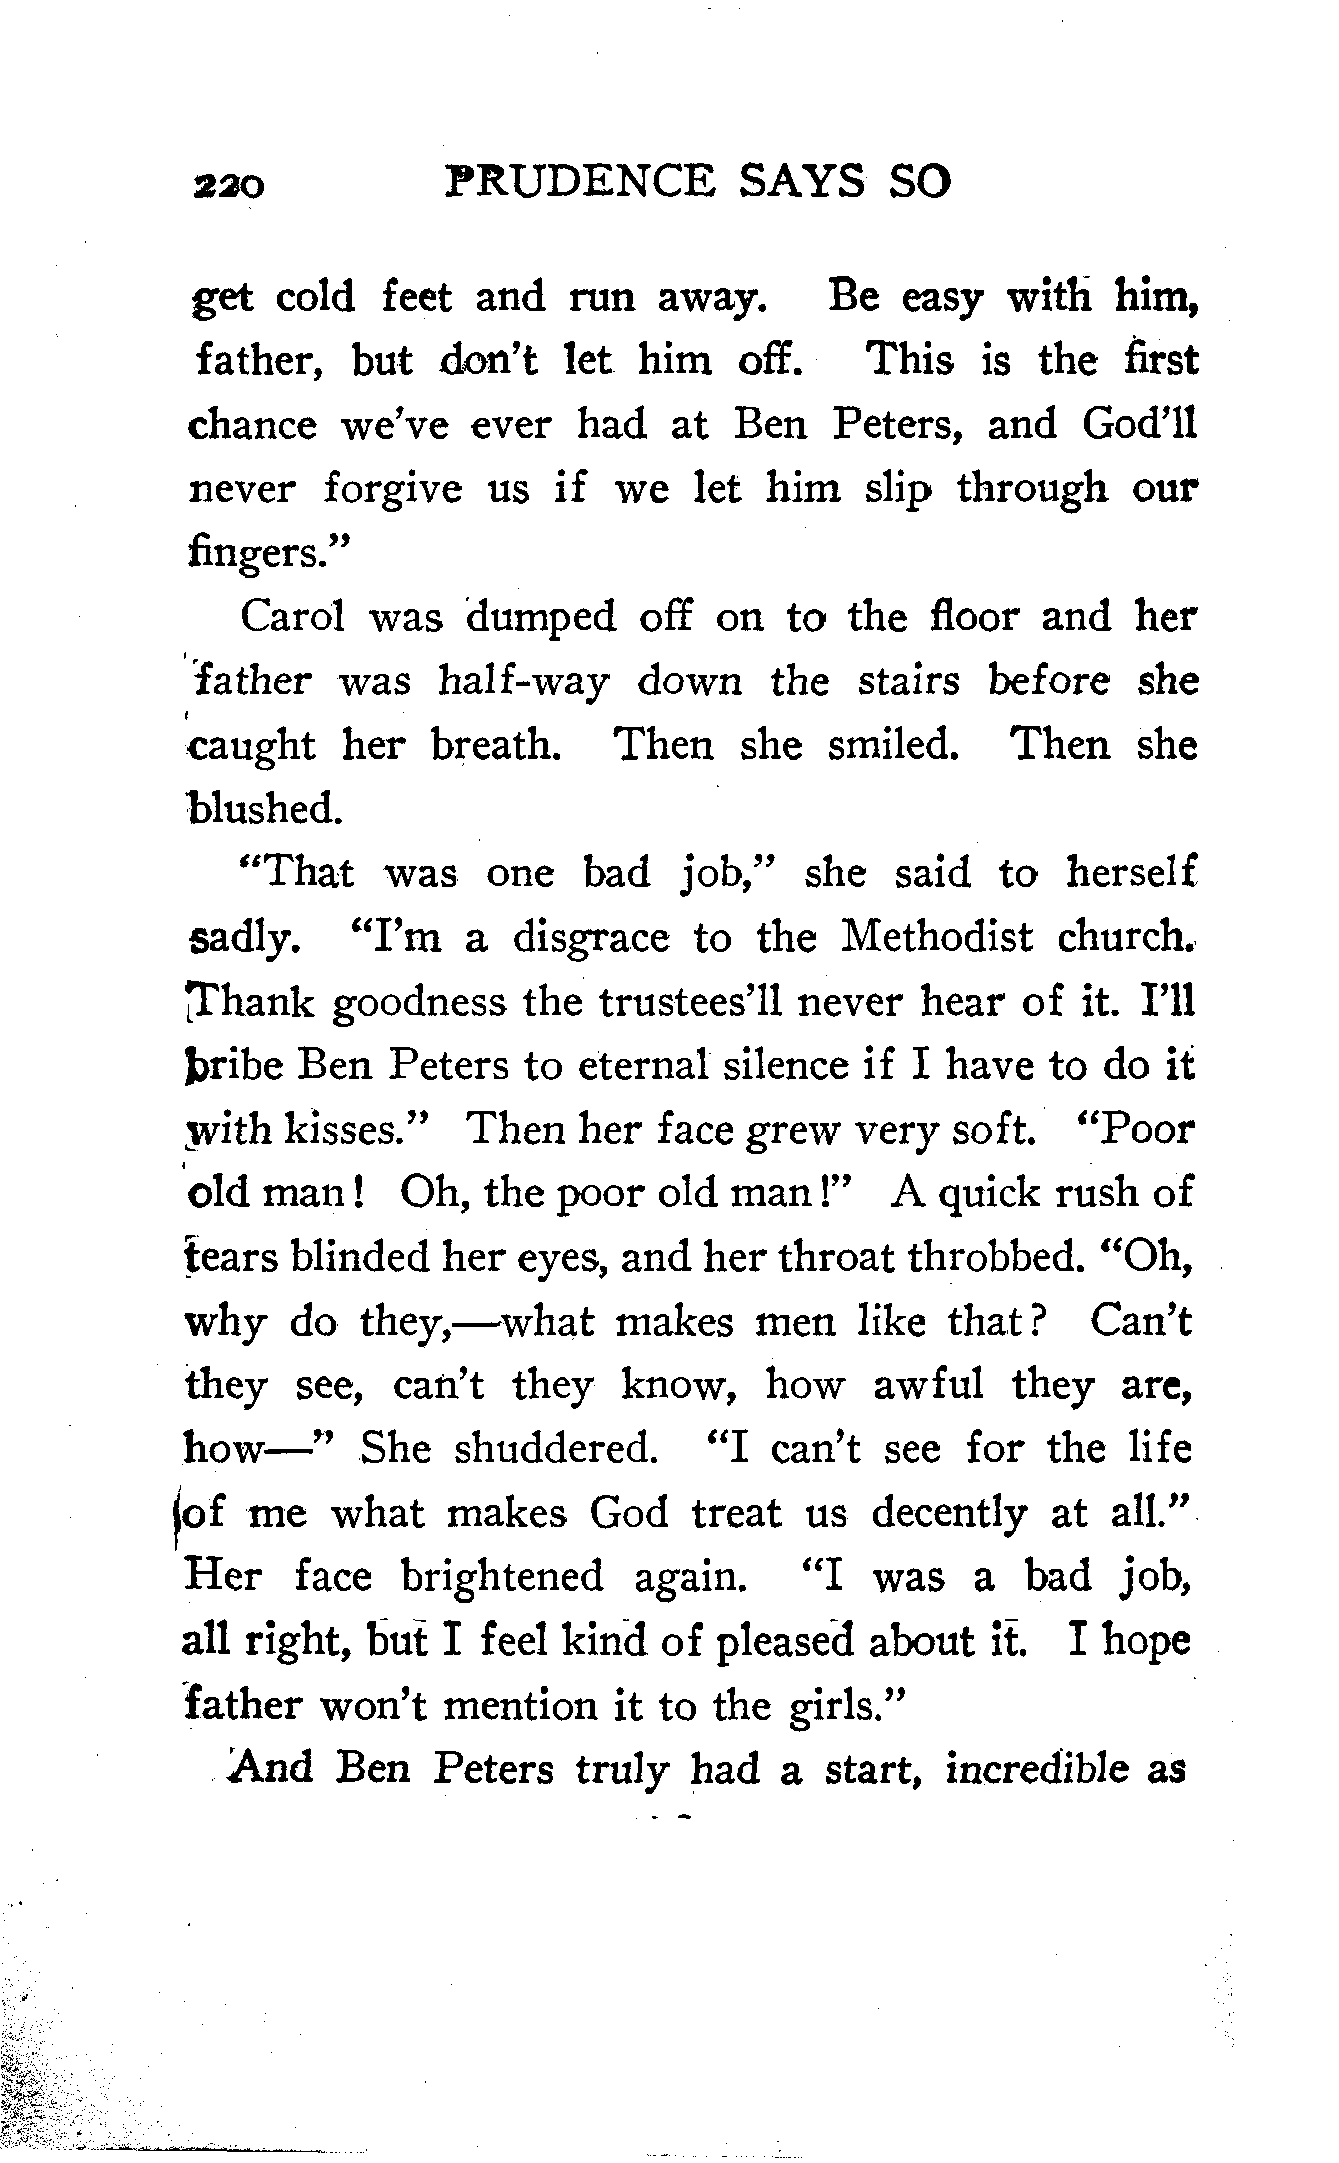 220 PRUDENCE SAYS SO
get cold feet and run away. Be easy with him,
father, but don't let him off. This is the first
chance we've ever had at Ben Peters, and God'll
never forgive us if we let him slip through our
fingers."
Carol was dumped off on to the floor and her
father was half-way down the stairs before she
caught her breath. Then she smiled. Then she
blushed.
"That was one bad job," she said to herself
sadly. "I'm a disgrace to the Methodist church.
Thank goodness the trustees'll never hear of it. I'll
bribe Ben Peters to eternal silence if I have to do it
with kisses." Then her face grew very soft. "Poor
old man! Oh, the poor old man!" A quick rush of
tears blinded her eyes, and her throat throbbed. "Oh,
why do they,—what makes men like that? Can't
they see, can't they know, how awful they are,
how—" She shuddered. "I can't see for the life
of me what makes God treat us decently at all."
Her face brightened again. "I was a bad job,
all right, but I feel kind of pleased about it. I hope
father won't mention it to the girls."
And Ben Peters truly had a start, incredible as